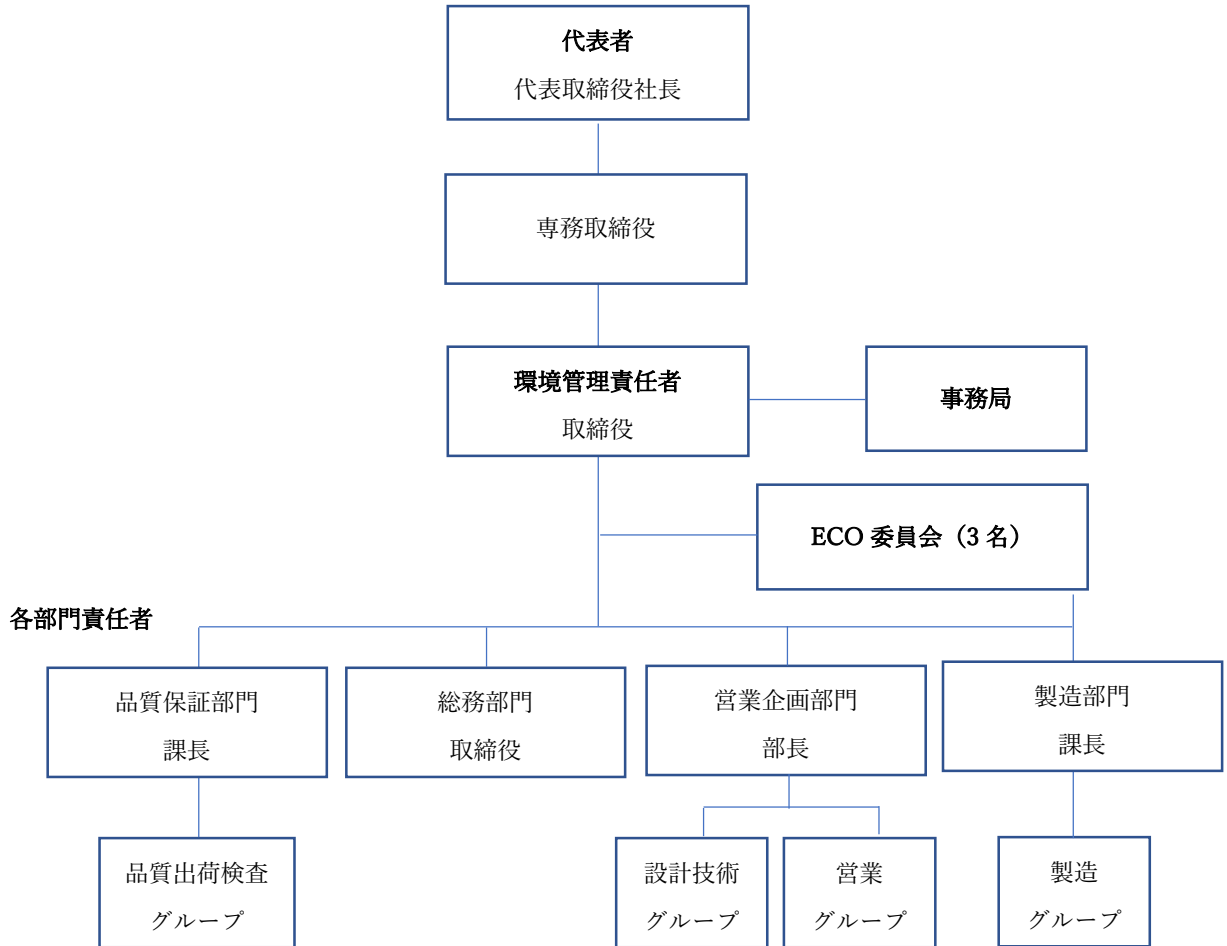 代表者
代表取締役社長
専務取締役
環境管理責任者
取締役
事務局
ECO 委員会（3 名）
各部門責任者
品質保証部門
課長
総務部門
取締役
営業企画部門
部長
製造部門
課長
品質出荷検査
グループ
設計技術
グループ
営業
グループ
製造
グループ